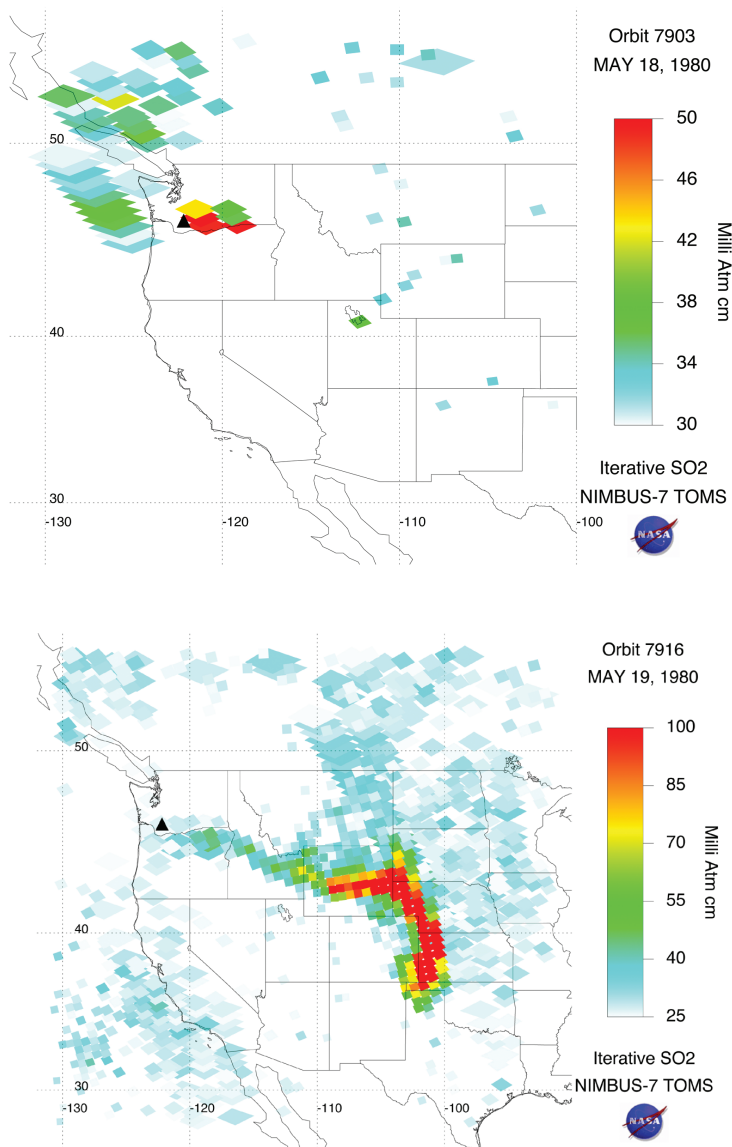 Orbit 7903
MAY 18, 1980
50
40
30
-130
-120
-110
-100
50
46
42
38
34
30
Milli Atm cm
Iterative SO2
NIMBUS-7 TOMS
NASA
Orbit 7916
MAY 19, 1980
50
40
30
-130
-120
-110
-100
100
85
70
55
40
25
Milli Atm cm
Iterative SO2
NIMBUS-7 TOMS
NASA